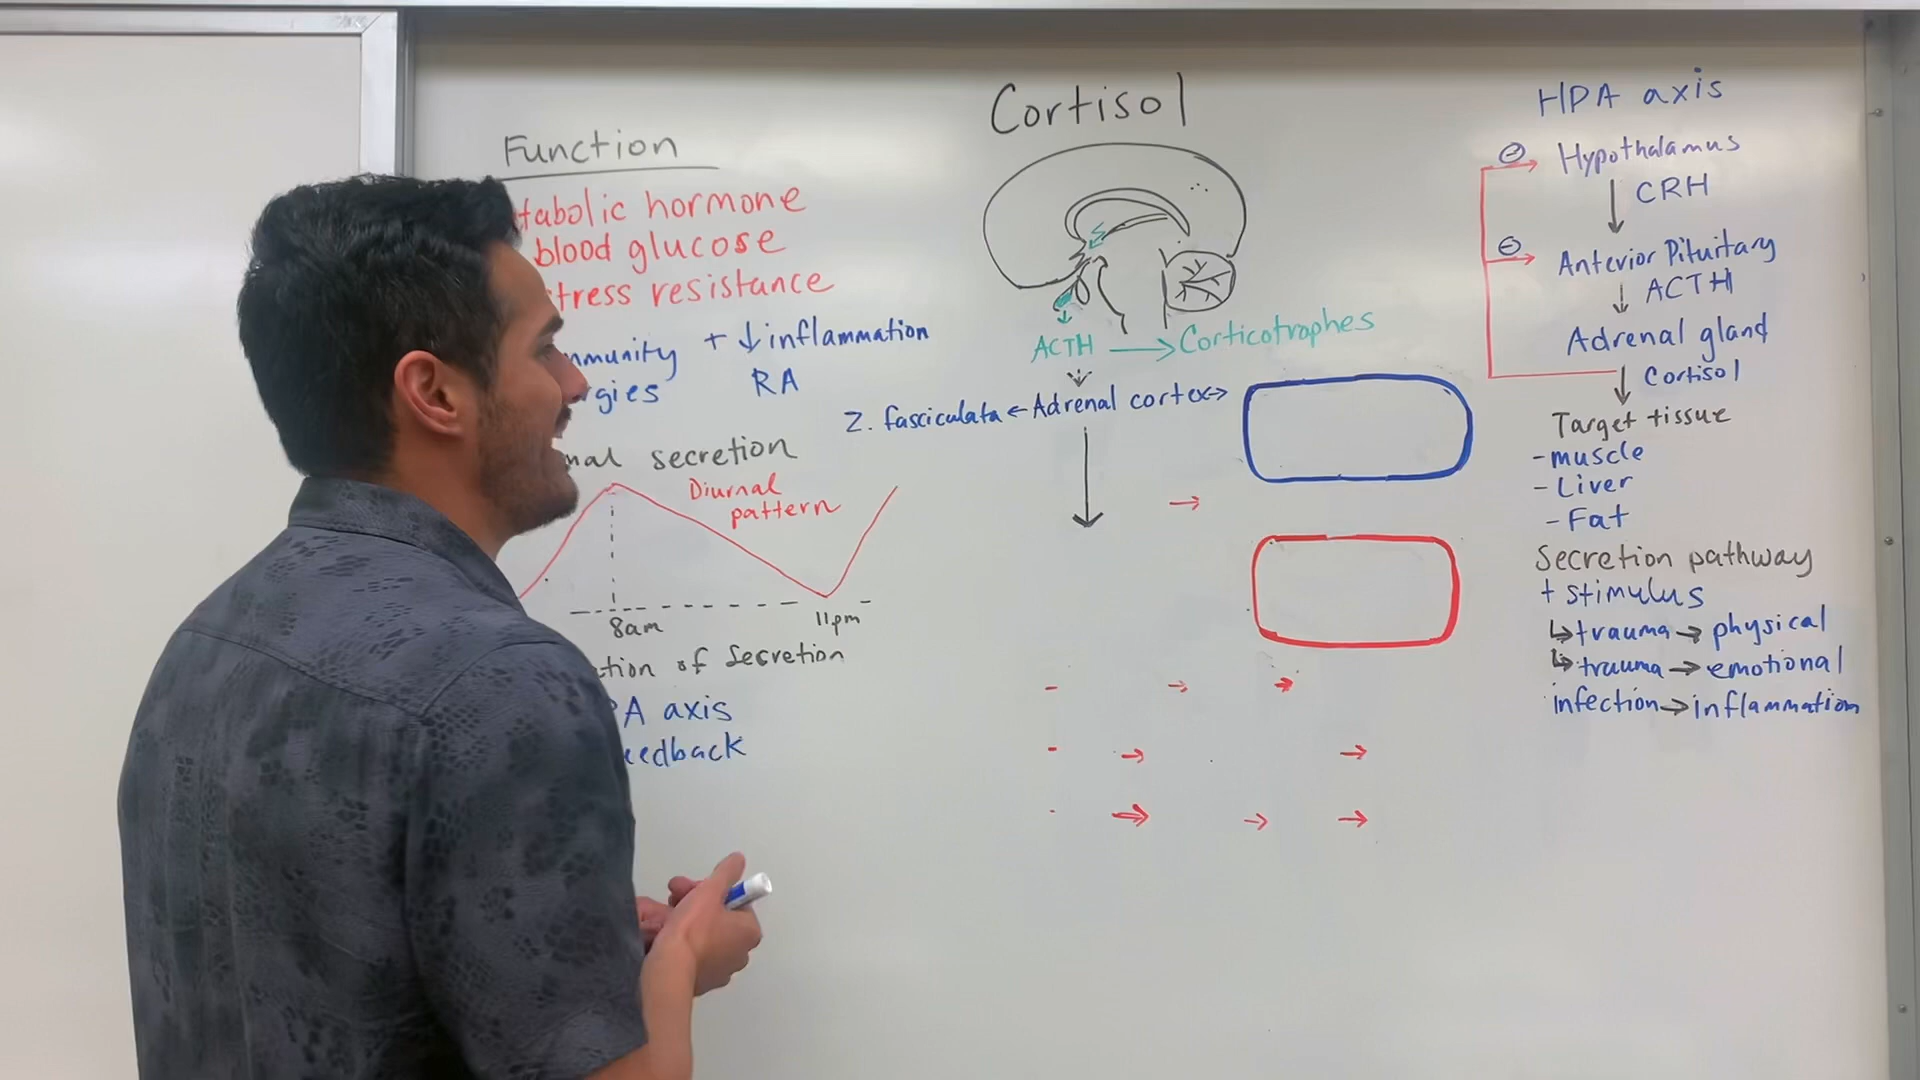 Function
tabolic hormone
blood glucose
tress resistance
mmunity + ↓ inflammation
rgies RA
nal secretion
Diurnal
pattern
8am 11pm
tion of Secretion
PA axis
eedback
Cortisol
ACTH → Corticotrophes
Z. fasciculata ← Adrenal cortex →
HPA axis
Hypothalamus
CRH
Anterior Pituitary
ACTH
Adrenal gland
Cortisol
Target tissue
- muscle
- Liver
- Fat
Secretion pathway
+ stimulus
↳ trauma → physical
↳ trauma → emotional
infection → inflammation